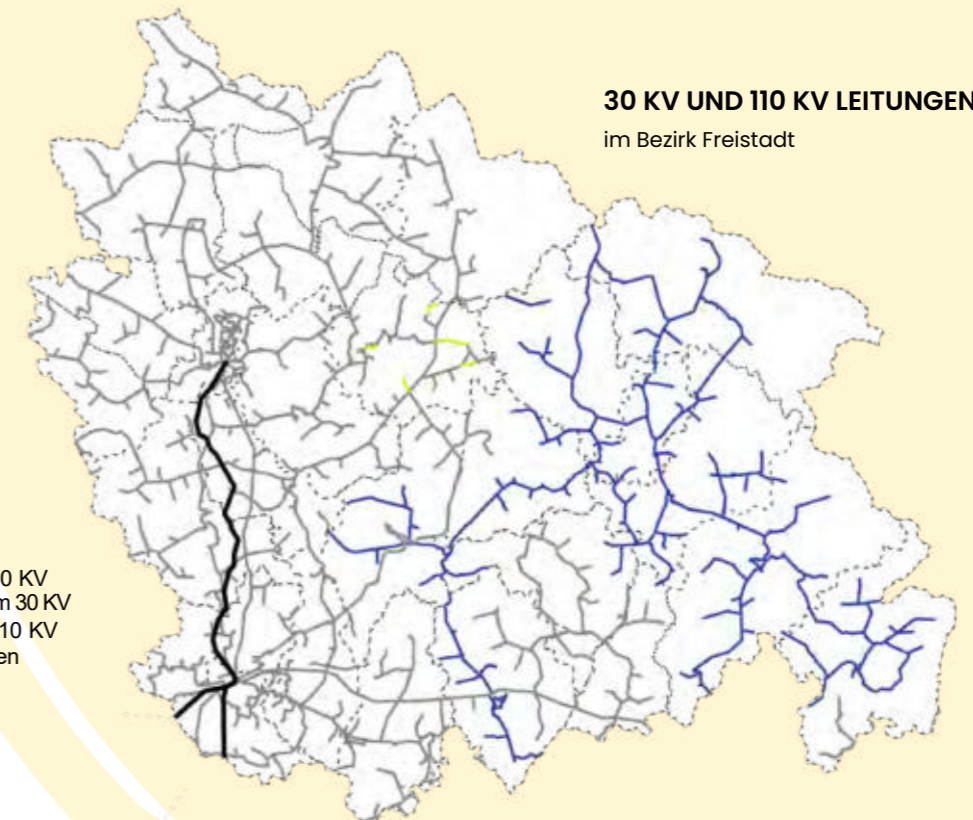 30 KV UND 110 KV LEITUNGEN
im Bezirk Freistadt
0 KV
m 30 KV
10 KV
en